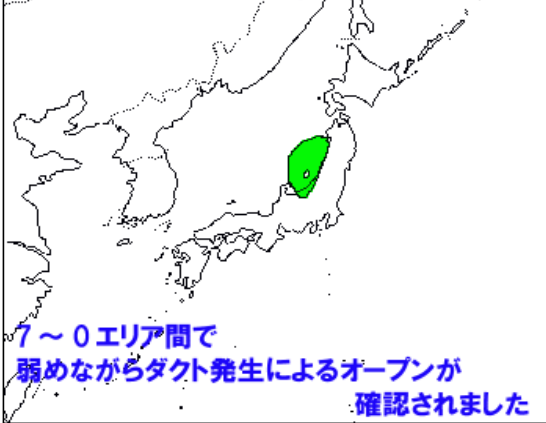 7～0エリア間で
弱めながらダクト発生によるオープンが
確認されました